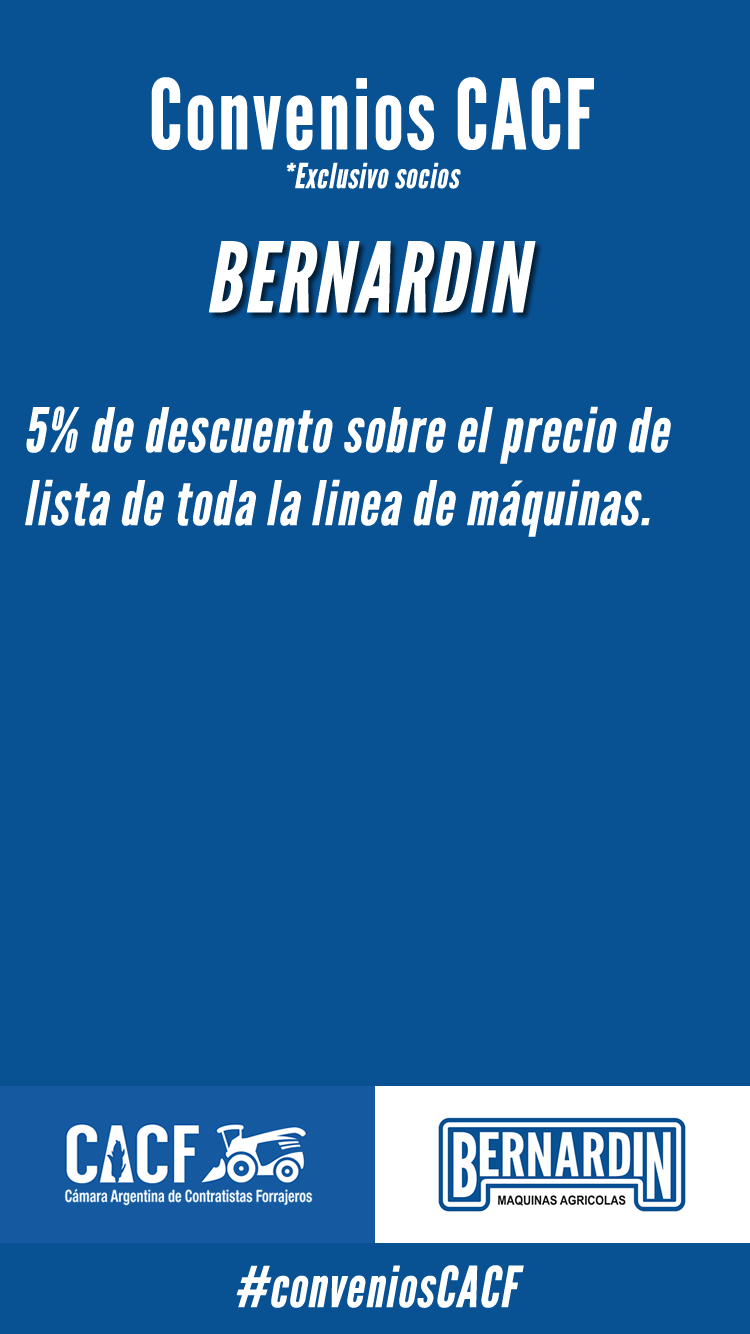 Convenios CACF
*Exclusivo socios
BERNARDIN
5% de descuento sobre el precio de
lista de toda la linea de máquinas.
CACF
Cámara Argentina de Contratistas Forrajeros
BERNARDIN
MAQUINAS AGRICOLAS
#conveniosCACF